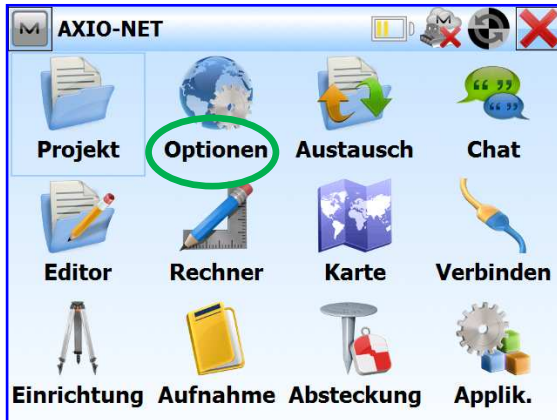 AXIO-NET
Projekt Optionen Austausch Chat
Editor Rechner Karte Verbinden
Einrichtung Aufnahme Absteckung Applik.